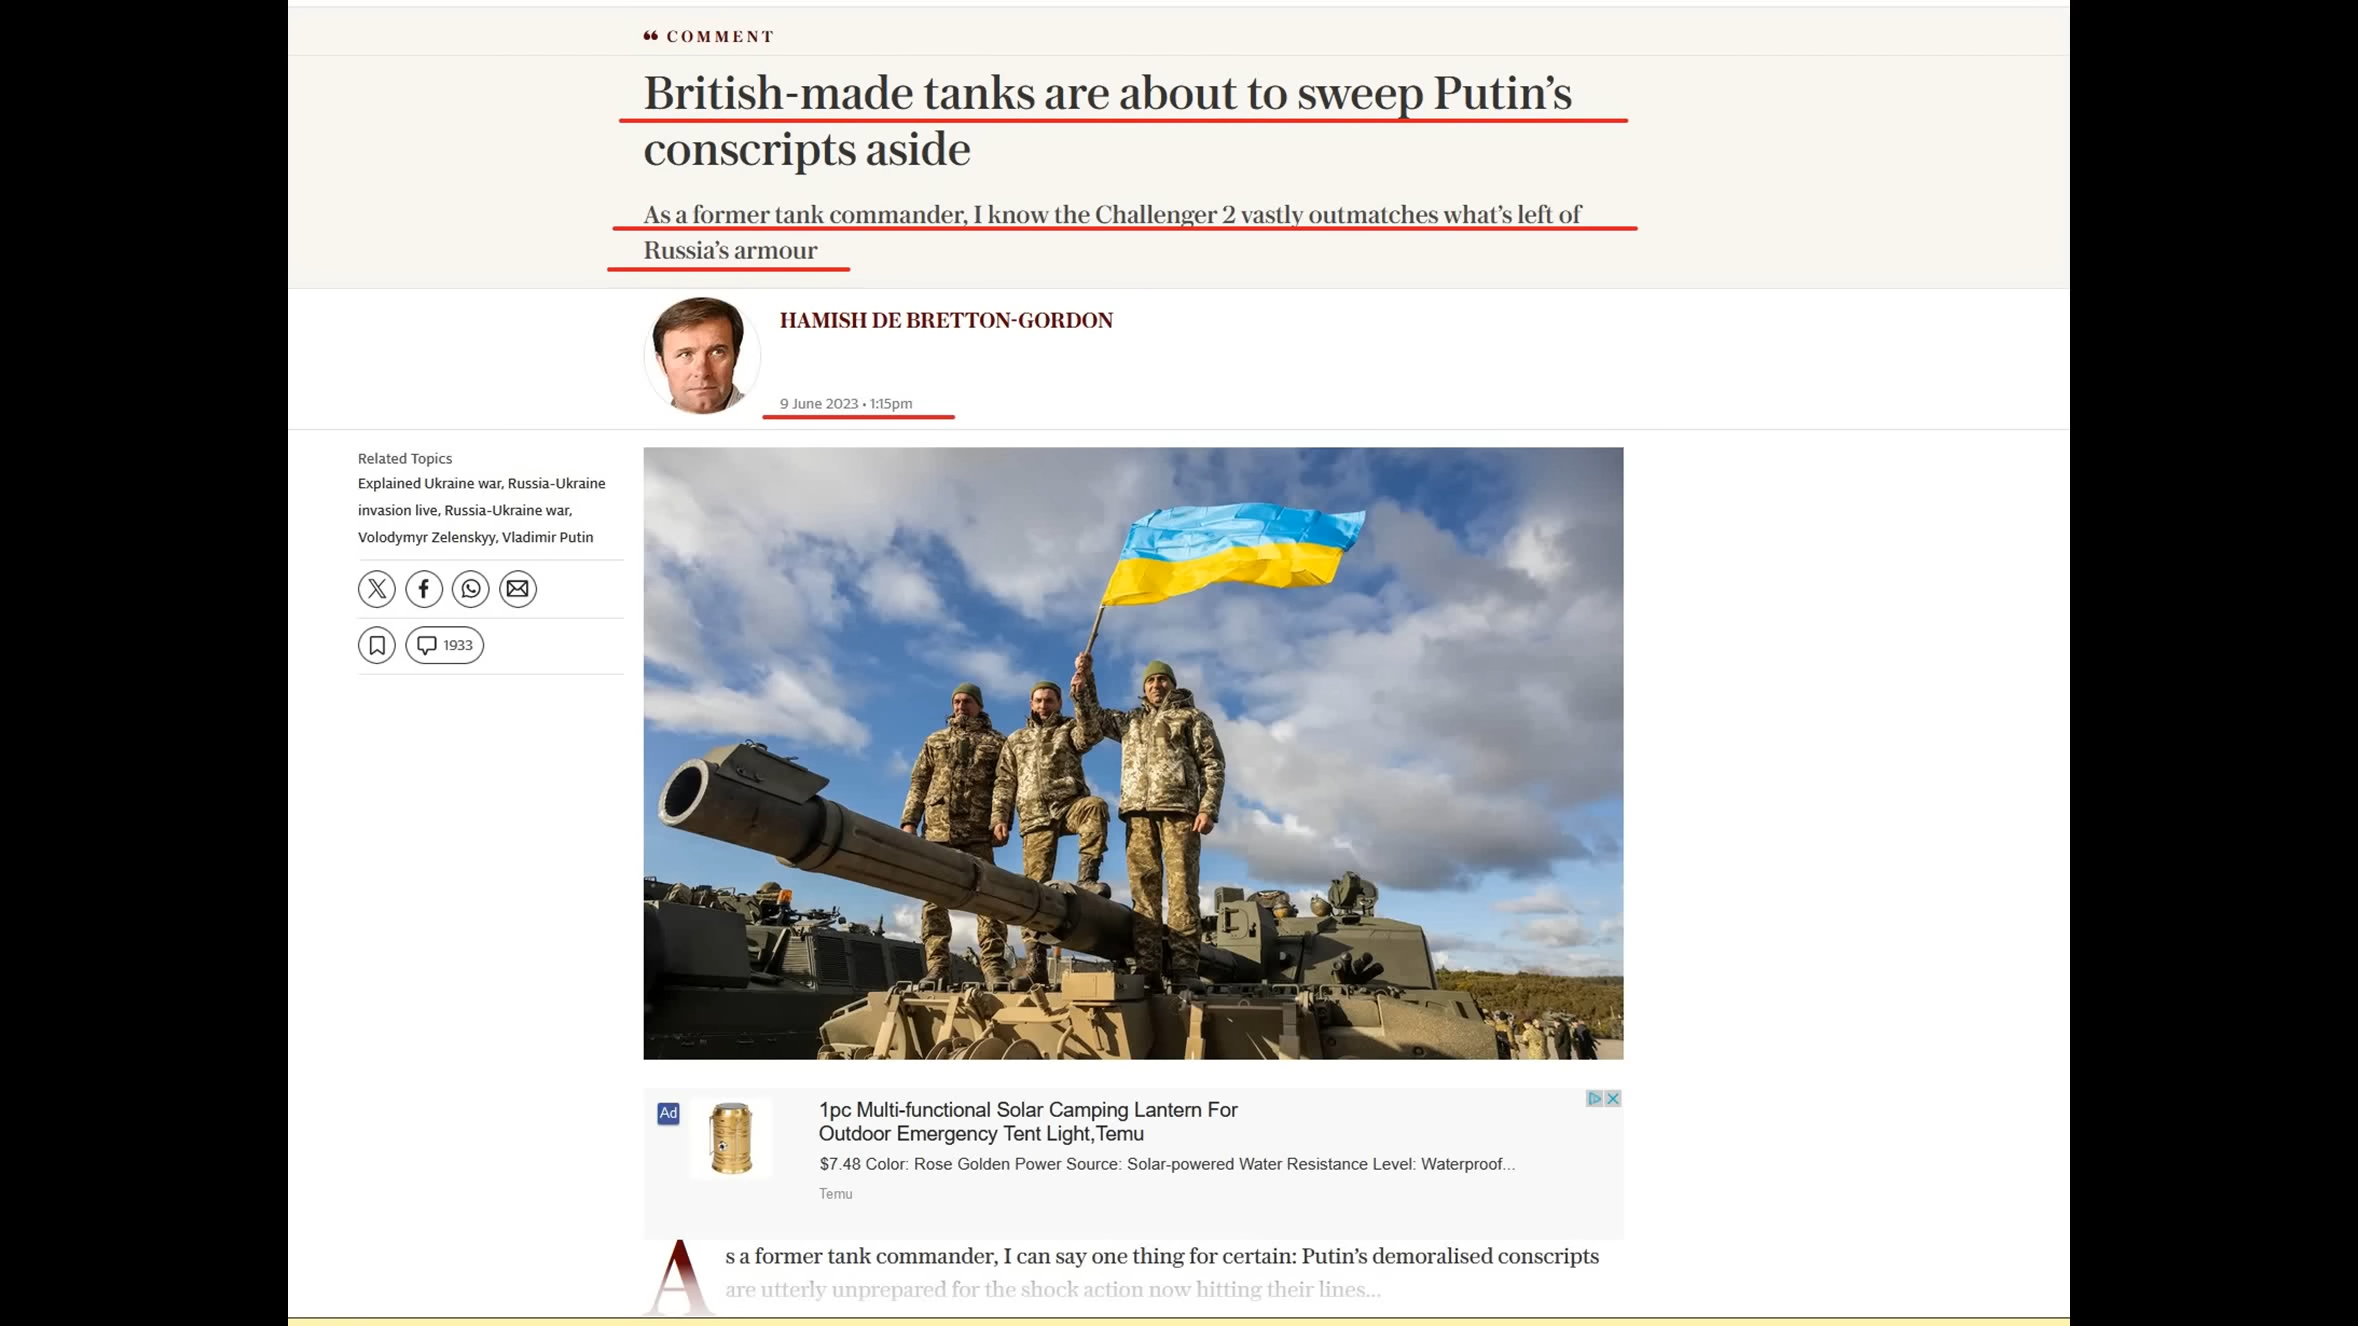 COMMENT
British-made tanks are about to sweep Putin’s
conscripts aside
As a former tank commander, I know the Challenger 2 vastly outmatches what’s left of
Russia’s armour
HAMISH DE BRETTON-GORDON
9 June 2023 • 1:15pm
Related Topics
Explained Ukraine war, Russia-Ukraine
invasion live, Russia-Ukraine war,
Volodymyr Zelenskyy, Vladimir Putin
1933
Ad
1pc Multi-functional Solar Camping Lantern For
Outdoor Emergency Tent Light,Temu
$7.48 Color: Rose Golden Power Source: Solar-powered Water Resistance Level: Waterproof...
Temu
As a former tank commander, I can say one thing for certain: Putin’s demoralised conscripts
are utterly unprepared for the shock action now hitting their lines...